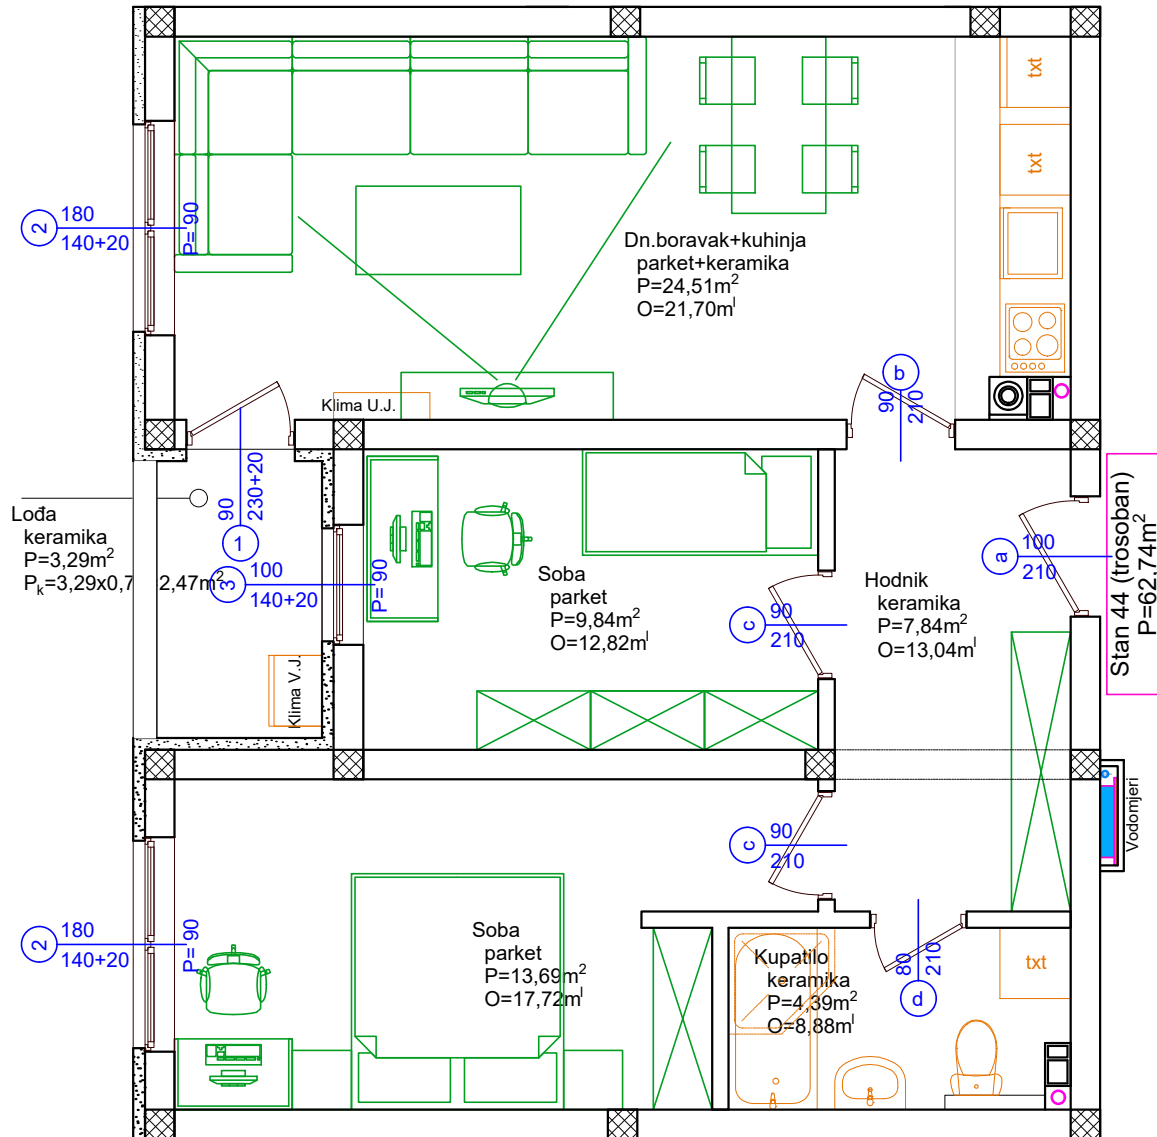 txt
txt
2
180
140+20
P= 90
Dn.boravak+kuhinja
parket+keramika
P=24,51m²
O=21,70mˡ
b
90
210
Klima U.J.
1
90
230+20
Lođa
keramika
P=3,29m²
Pₖ=3,29x0,7 2,47m²
3
100
140+20
P= 90
Klima V.J.
Soba
parket
P=9,84m²
O=12,82mˡ
c
90
210
Hodnik
keramika
P=7,84m²
O=13,04mˡ
a
100
210
Stan 44 (trosoban)
P=62.74m²
Vodomjeri
c
90
210
2
180
140+20
P= 90
Soba
parket
P=13,69m²
O=17,72mˡ
Kupatilo
keramika
P=4,39m²
O=8,88mˡ
d
80
210
txt